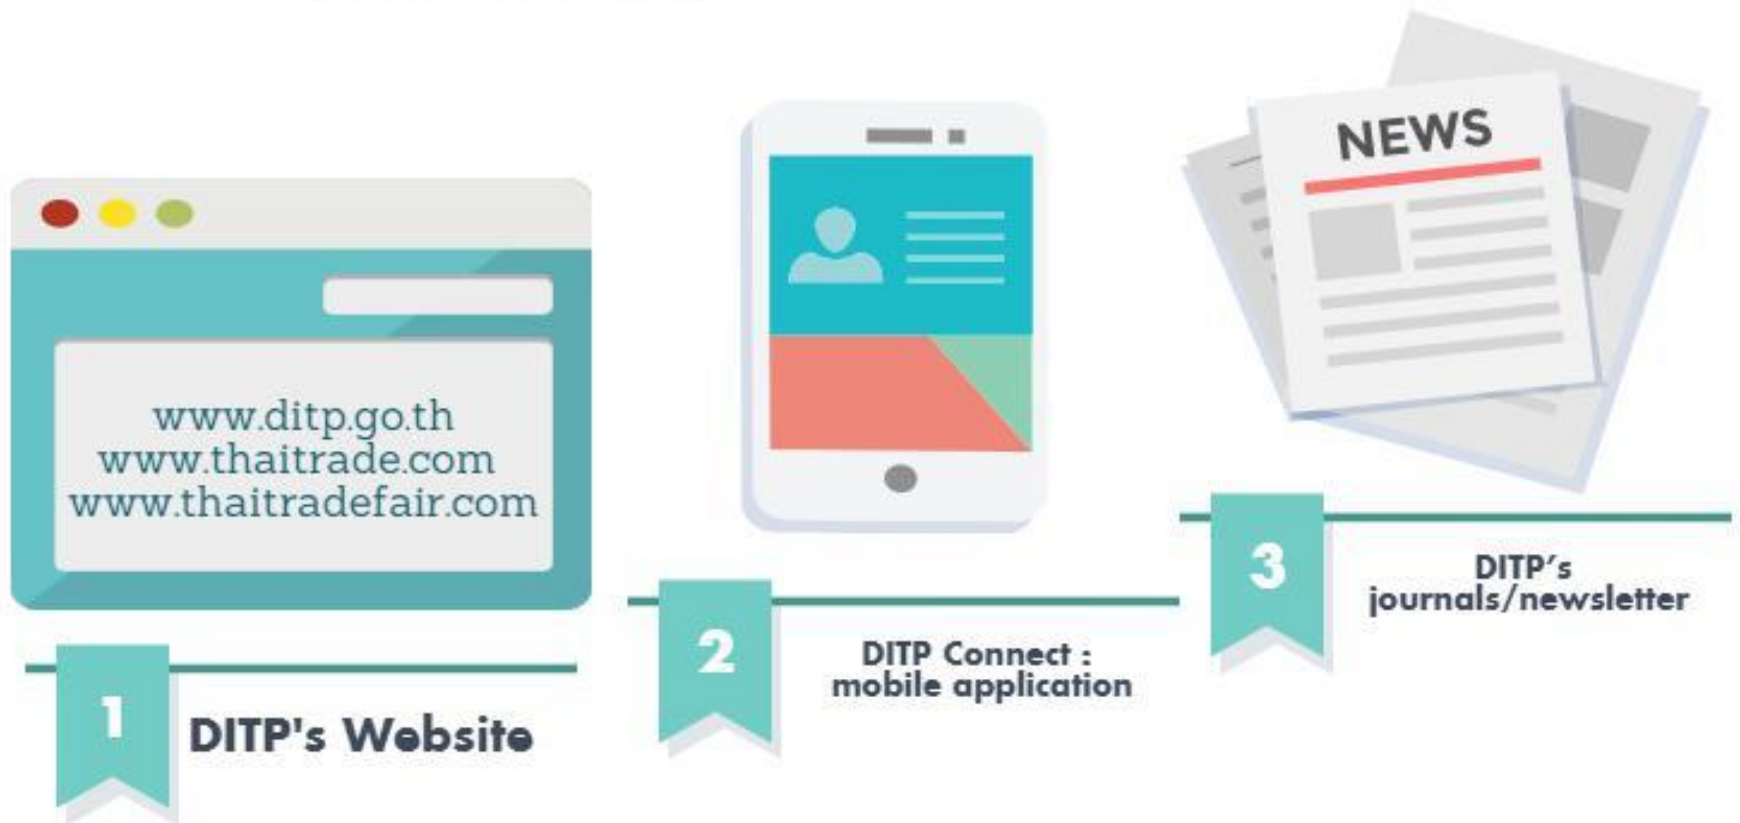 www.ditp.go.th
www.thaitrade.com
www.thaitradefair.com
1
DITP's Website
2
DITP Connect :
mobile application
NEWS
3
DITP's
journals/newsletter